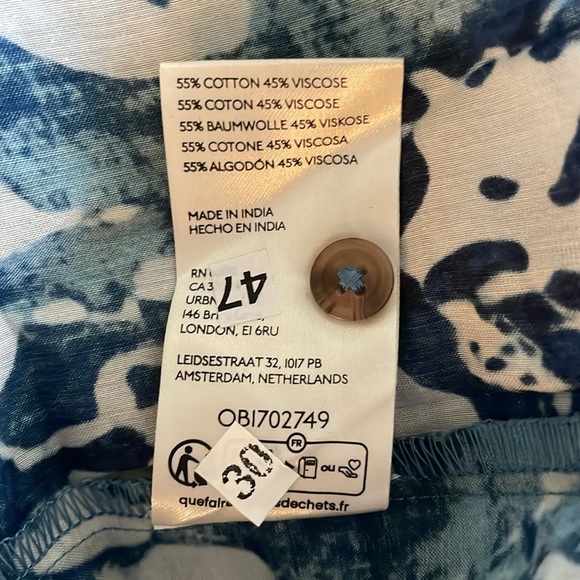 55% COTTON 45% VISCOSE
55% COTON 45% VISCOSE
55% BAUMWOLLE 45% VISKOSE
55% COTONE 45% VISCOSA
55% ALGODÓN 45% VISCOSA
MADE IN INDIA
HECHO EN INDIA
RN
CA 3
47
URBN
146
LONDON, E1 6RU
LEIDSESTRAAT 32, 1017 PB
AMSTERDAM, NETHERLANDS
OB1702749
FR
ou
30
quefaire dechets.fr